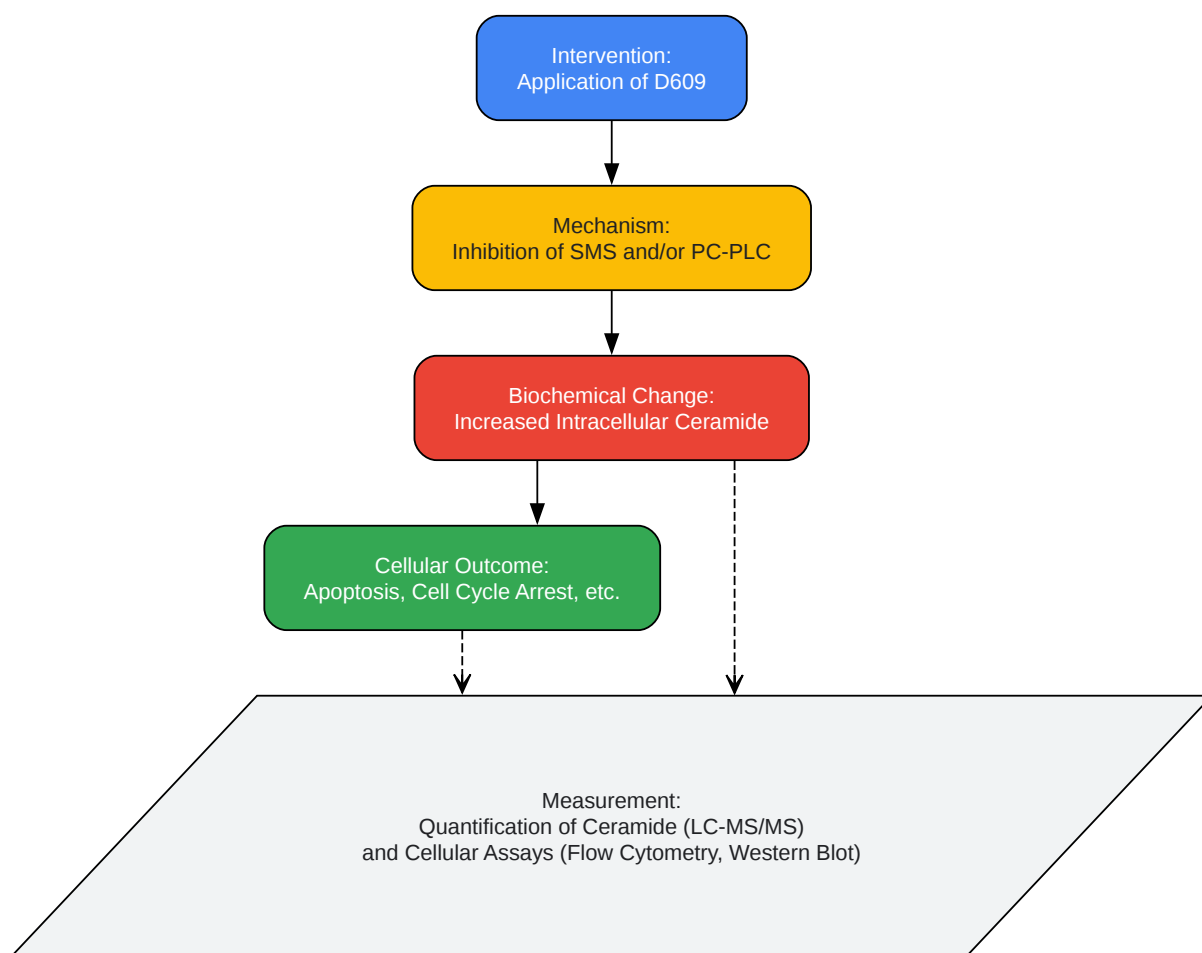 Intervention:
Application of D609
Mechanism:
Inhibition of SMS and/or PC-PLC
Biochemical Change:
Increased Intracellular Ceramide
Cellular Outcome:
Apoptosis, Cell Cycle Arrest, etc.
Measurement:
Quantification of Ceramide (LC-MS/MS)
and Cellular Assays (Flow Cytometry, Western Blot)